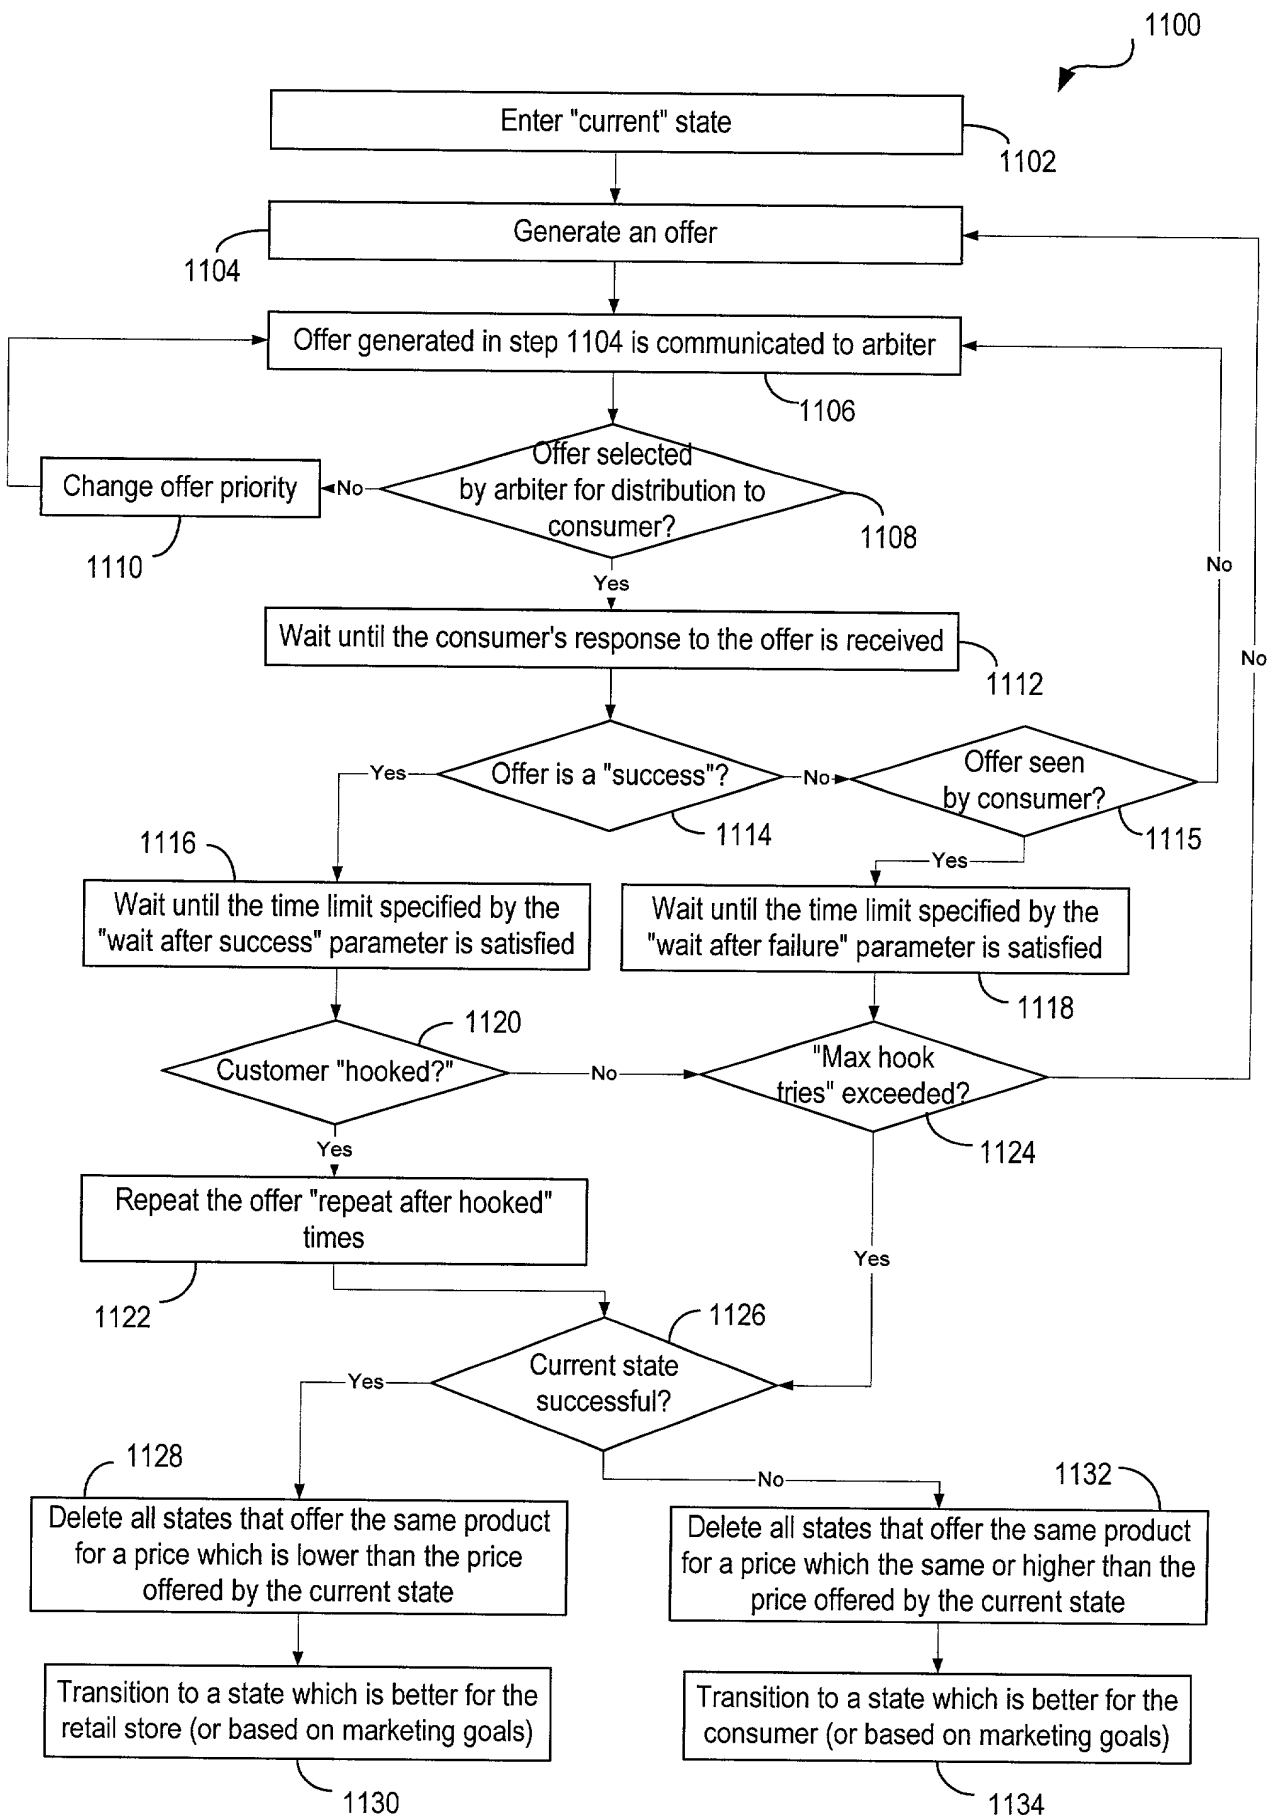 1100
Enter "current" state
1102
Generate an offer
1104
Offer generated in step 1104 is communicated to arbiter
1106
Offer selected
by arbiter for distribution to
consumer?
1108
No
Change offer priority
1110
Yes
No
Wait until the consumer's response to the offer is received
1112
No
Offer is a "success"?
1114
Yes
No
Offer seen
by consumer?
1115
Yes
1116
Wait until the time limit specified by the
"wait after success" parameter is satisfied
Wait until the time limit specified by the
"wait after failure" parameter is satisfied
1118
1120
Customer "hooked?"
No
"Max hook
tries" exceeded?
1124
Yes
Repeat the offer "repeat after hooked"
times
1122
Yes
1126
Current state
successful?
Yes
No
1128
Delete all states that offer the same product
for a price which is lower than the price
offered by the current state
1132
Delete all states that offer the same product
for a price which the same or higher than the
price offered by the current state
Transition to a state which is better for the
retail store (or based on marketing goals)
1130
Transition to a state which is better for the
consumer (or based on marketing goals)
1134